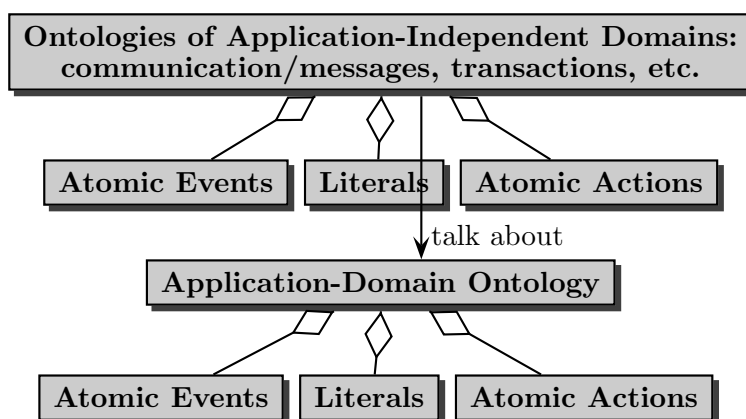 Ontologies of Application-Independent Domains:
communication/messages, transactions, etc.
Atomic Events
Literals
Atomic Actions
talk about
Application-Domain Ontology
Atomic Events
Literals
Atomic Actions